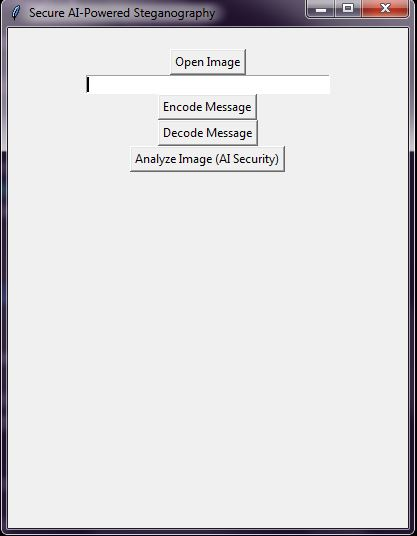 Secure AI-Powered Steganography
Open Image
Encode Message
Decode Message
Analyze Image (AI Security)